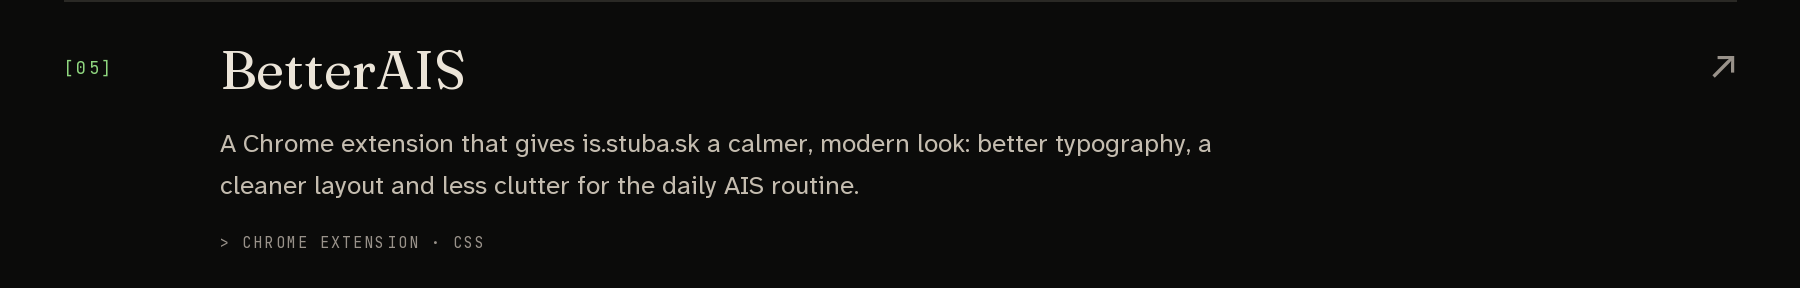 [05]
BetterAIS
A Chrome extension that gives is.stuba.sk a calmer, modern look: better typography, a
cleaner layout and less clutter for the daily AIS routine.
> CHROME EXTENSION · CSS